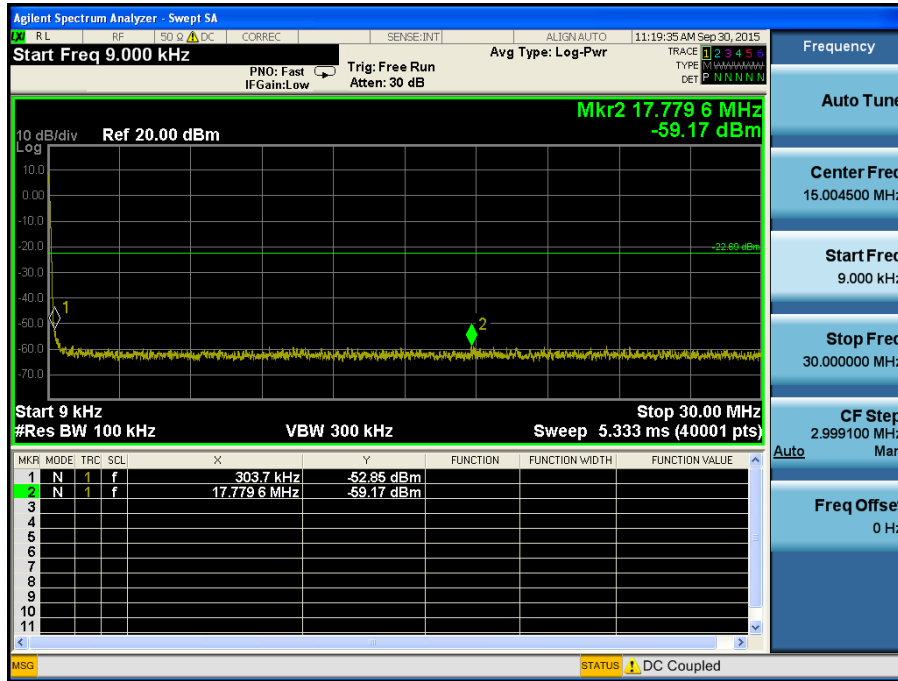 Agilent Spectrum Analyzer - Swept SA
LXI RL RF 50 Ω DC CORREC SENSE:INT ALIGN AUTO 11:19:35 AM Sep 30, 2015
Start Freq 9.000 kHz
PNO: Fast
IFGain:Low
Trig: Free Run
Atten: 30 dB
Avg Type: Log-Pwr
TRACE 1 2 3 4 5 6
TYPE M WWWWW
DET P N N N N N
Mkr2 17.779 6 MHz
-59.17 dBm
10 dB/div Ref 20.00 dBm
Log
10.0
0.00
-10.0
-20.0
-22.69 dBm
-30.0
-40.0
1
-50.0
2
-60.0
-70.0
Start 9 kHz Stop 30.00 MHz
#Res BW 100 kHz VBW 300 kHz Sweep 5.333 ms (40001 pts)
MKR MODE TRC SCL X Y FUNCTION FUNCTION WIDTH FUNCTION VALUE
1 N 1 f 303.7 kHz -52.85 dBm
2 N 1 f 17.779 6 MHz -59.17 dBm
3
4
5
6
7
8
9
10
11
MSG STATUS DC Coupled
Frequency
Auto Tune
Center Freq
15.004500 MHz
Start Freq
9.000 kHz
Stop Freq
30.000000 MHz
CF Step
2.999100 MHz
Auto Man
Freq Offset
0 Hz